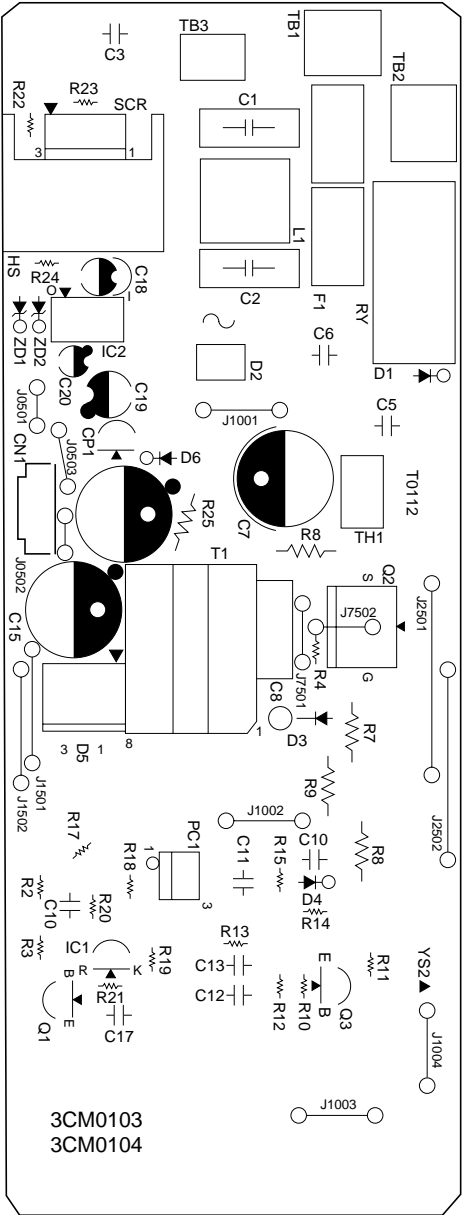 C3
TB3
TB1
TB2
R22
R23
SCR
3
1
C1
L1
HS
R24
C18
C2
F1
RY
ZD1
ZD2
IC2
C6
D2
D1
C20
C19
J0501
J1001
C5
CN1
J0503
CP1
D6
R25
C7
T0112
TH1
R8
J0502
T1
S
Q2
J2501
C15
J7502
R4
G
J7501
C8
1
D3
R7
3
D5
1
8
J1501
J1502
R9
J2502
J1002
R17
PC1
1
R18
3
C11
R15
C10
R8
D4
R14
R2
C10
R20
R3
IC1
B
R
K
R19
R13
C13
E
R11
YS2
R21
C12
Q1
E
C17
R12
R10
B
Q3
J1004
J1003
3CM0103
3CM0104